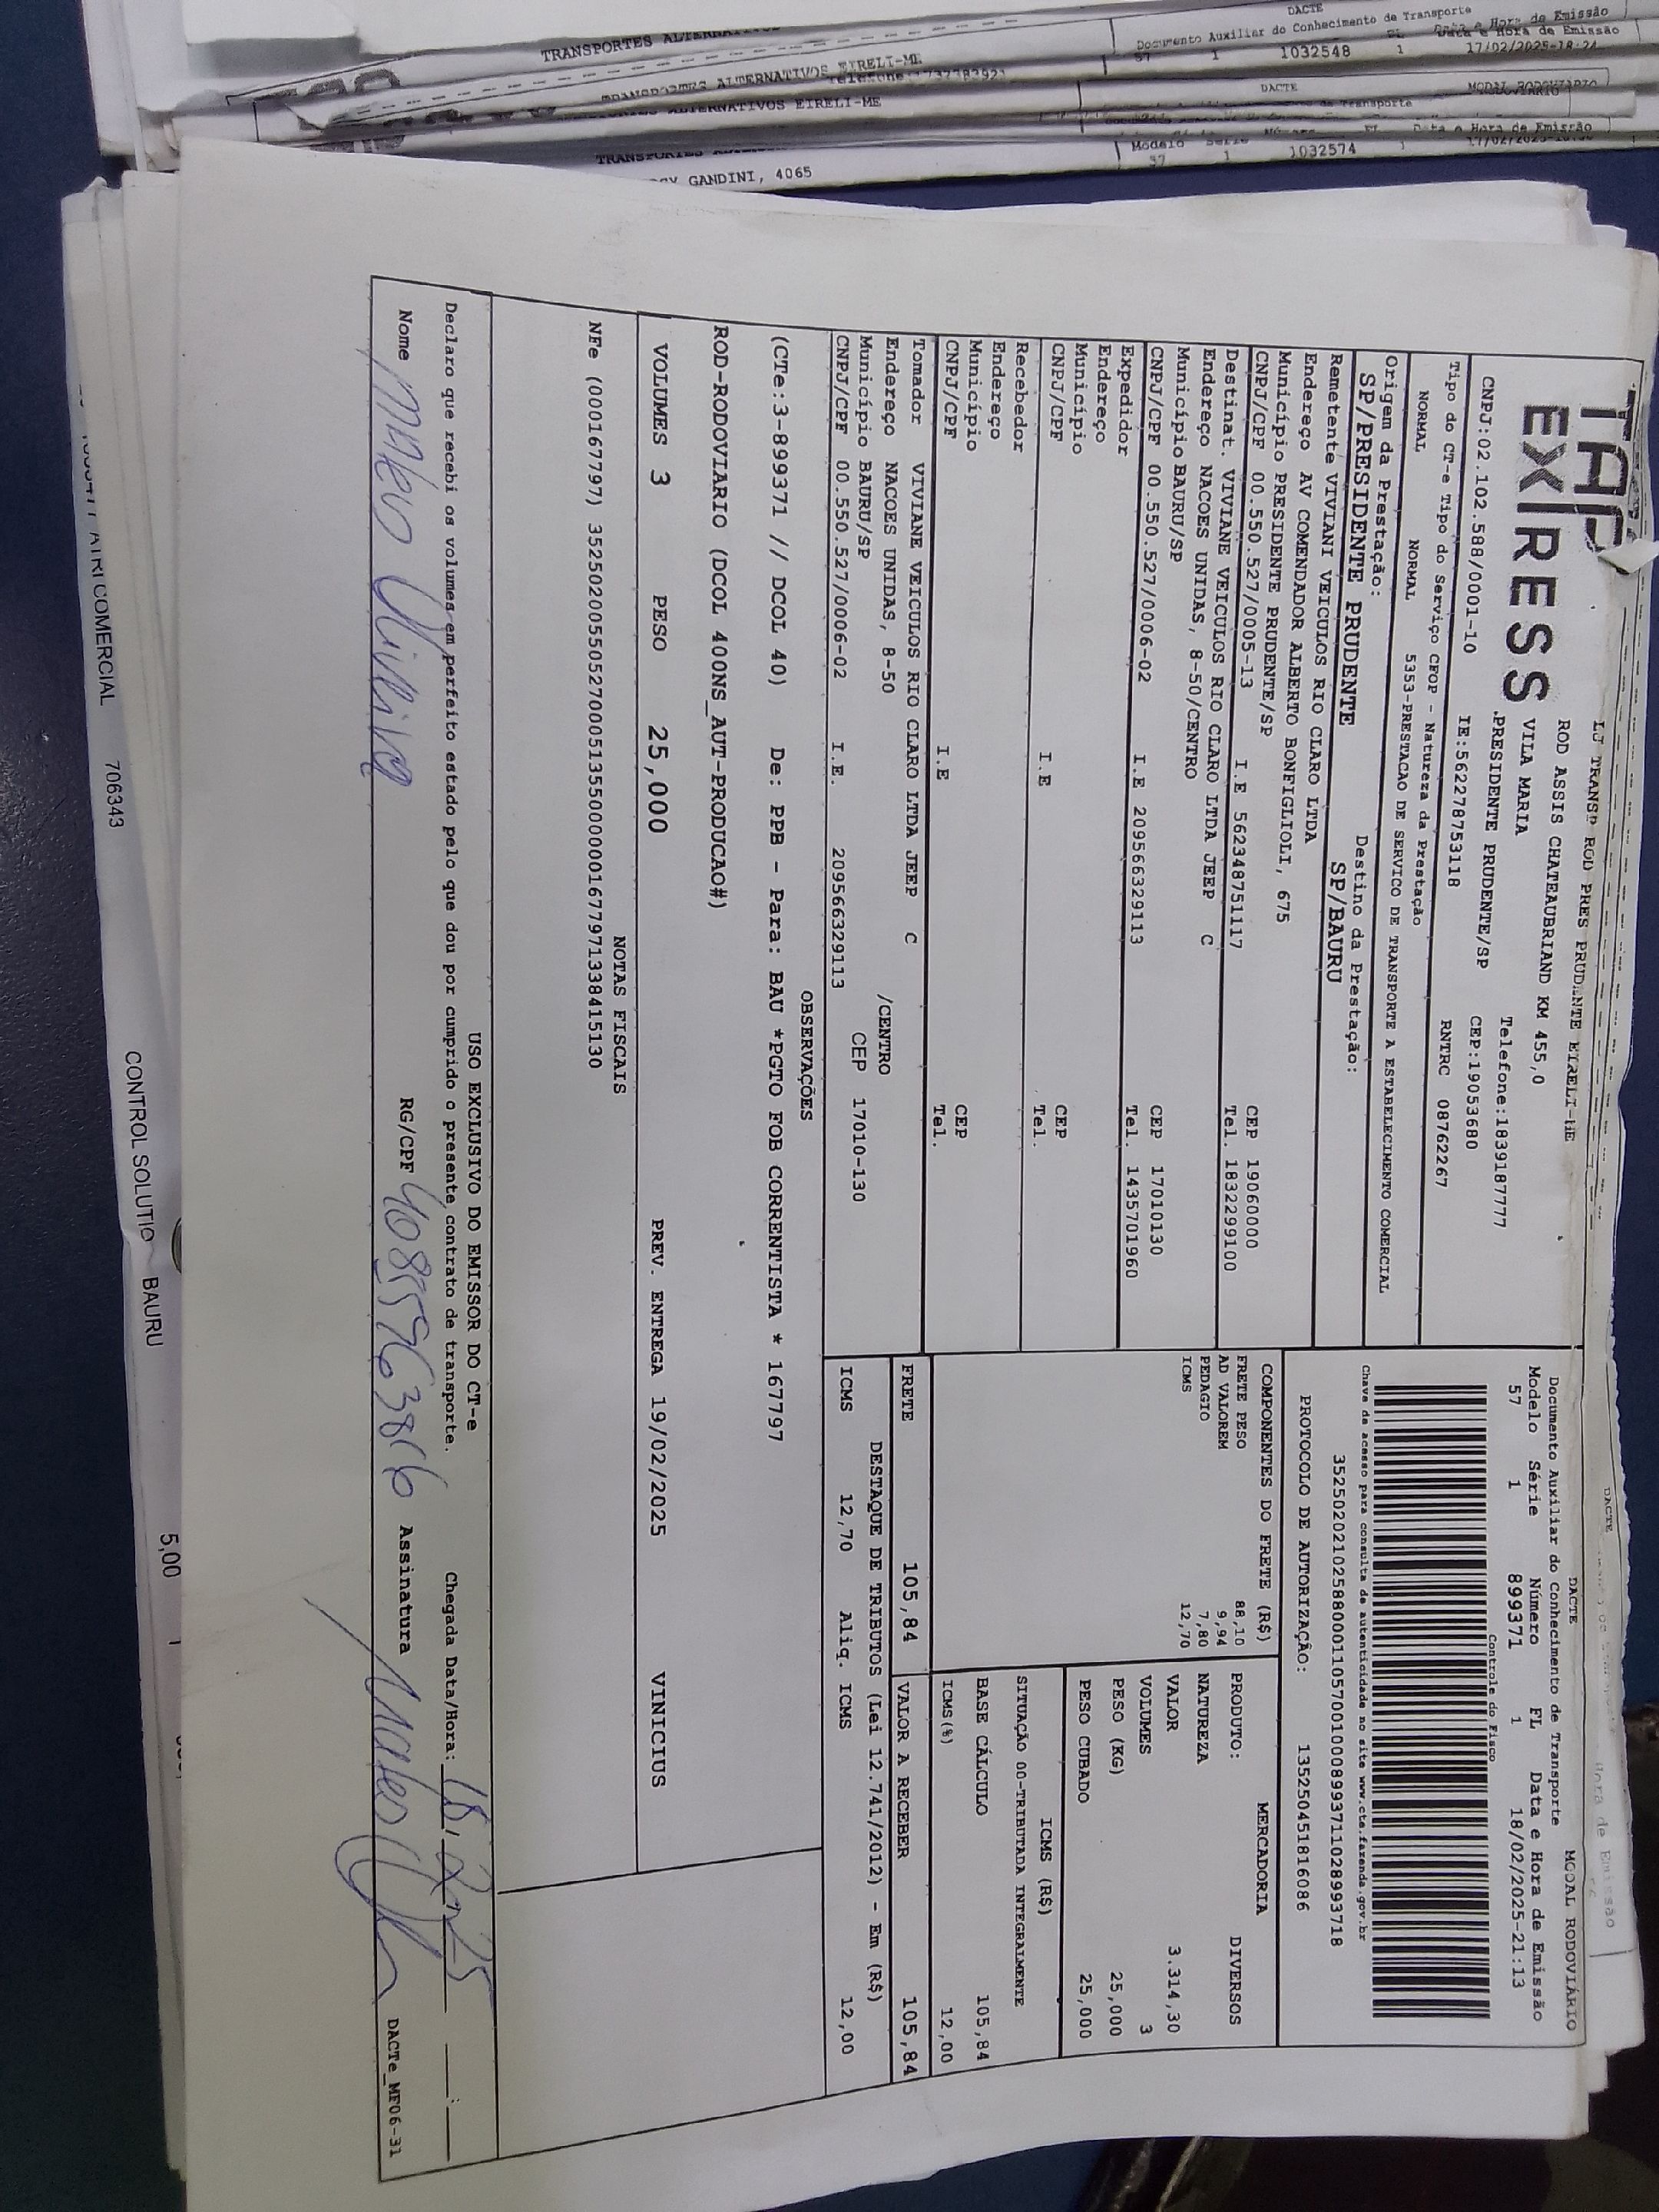 TRANSPORTES
Documento Auxiliar do Conhecimento de Transporte
DACTE
57 1 1032548 1 17/02/2025-18:24
Data e Hora de Emissão
ALTERNATIVOS EIRELI-ME
DACTE
ALTERNATIVOS EIRELI-ME
Modelo
57 1 1032574
GANDINI, 4065
TAP
EXPRESS
LJ TRANSP ROD PRES PRUDENTE EIRELI-ME
ROD ASSIS CHATEAUBRIAND KM 455,0
VILA MARIA Telefone:1839187777
PRESIDENTE PRUDENTE/SP CEP:19053680
CNPJ:02.102.588/0001-10 IE:562278753118 RNTRC 08762267
DACTE MODAL RODOVIÁRIO
Documento Auxiliar do Conhecimento de Transporte
Modelo Série Número FL Data e Hora de Emissão
57 1 899371 1 18/02/2025-21:13
Controle do Fisco
Chave de acesso para consulta de autenticidade no site www.cte.fazenda.gov.br
35250202102588000110570010008993711028993718
PROTOCOLO DE AUTORIZAÇÃO: 135250451816086
Tipo do CT-e Tipo do Serviço CFOP - Natureza da Prestação
NORMAL NORMAL 5353-PRESTACAO DE SERVICO DE TRANSPORTE A ESTABELECIMENTO COMERCIAL
Origem da Prestação: Destino da Prestação:
SP/PRESIDENTE PRUDENTE SP/BAURU
Remetente VIVIANI VEICULOS RIO CLARO LTDA
Endereço AV COMENDADOR ALBERTO BONFIGLIOLI, 675
Município PRESIDENTE PRUDENTE/SP CEP 19060000
CNPJ/CPF 00.550.527/0005-13 I.E 562348751117 Tel. 1832299100
Destinat. VIVIANE VEICULOS RIO CLARO LTDA JEEP C
Endereço NACOES UNIDAS, 8-50/CENTRO
Município BAURU/SP CEP 17010130
CNPJ/CPF 00.550.527/0006-02 I.E 209566329113 Tel. 1435701960
Expedidor
Endereço
Município CEP
CNPJ/CPF I.E Tel.
Recebedor
Endereço
Município CEP
CNPJ/CPF I.E Tel.
Tomador VIVIANE VEICULOS RIO CLARO LTDA JEEP C
Endereço NACOES UNIDAS, 8-50 /CENTRO
Município BAURU/SP CEP 17010-130
CNPJ/CPF 00.550.527/0006-02 I.E. 209566329113
COMPONENTES DO FRETE (R$)
FRETE PESO 88,10
AD VALOREM 9,94
PEDAGIO 7,80
ICMS 12,70
MERCADORIA
PRODUTO: DIVERSOS
NATUREZA
VALOR 3.314,30
VOLUMES 3
PESO (KG) 25,000
PESO CUBADO 25,000
ICMS (R$)
SITUAÇÃO 00-TRIBUTADA INTEGRALMENTE
BASE CÁLCULO 105,84
ICMS(%) 12,00
FRETE 105,84 VALOR A RECEBER 105,84
DESTAQUE DE TRIBUTOS (Lei 12.741/2012) - Em (R$)
ICMS 12,70 Aliq. ICMS 12,00
OBSERVAÇÕES
(CTe:3-899371 // DCOL 40) De: PPB - Para: BAU *PGTO FOB CORRENTISTA * 167797
ROD-RODOVIARIO (DCOL 400NS_AUT-PRODUCAO#)
VOLUMES 3 PESO 25,000 PREV. ENTREGA 19/02/2025 VINICIUS
NOTAS FISCAIS
NFe (000167797) 35250200550527000513550000001677971338415130
USO EXCLUSIVO DO EMISSOR DO CT-e
Declaro que recebi os volumes em perfeito estado pelo que dou por cumprido o presente contrato de transporte. Chegada Data/Hora:
Nome RG/CPF Assinatura
DACTe_MF06-31
COMERCIAL 706343 CONTROL SOLUTIO BAURU 5,00 1